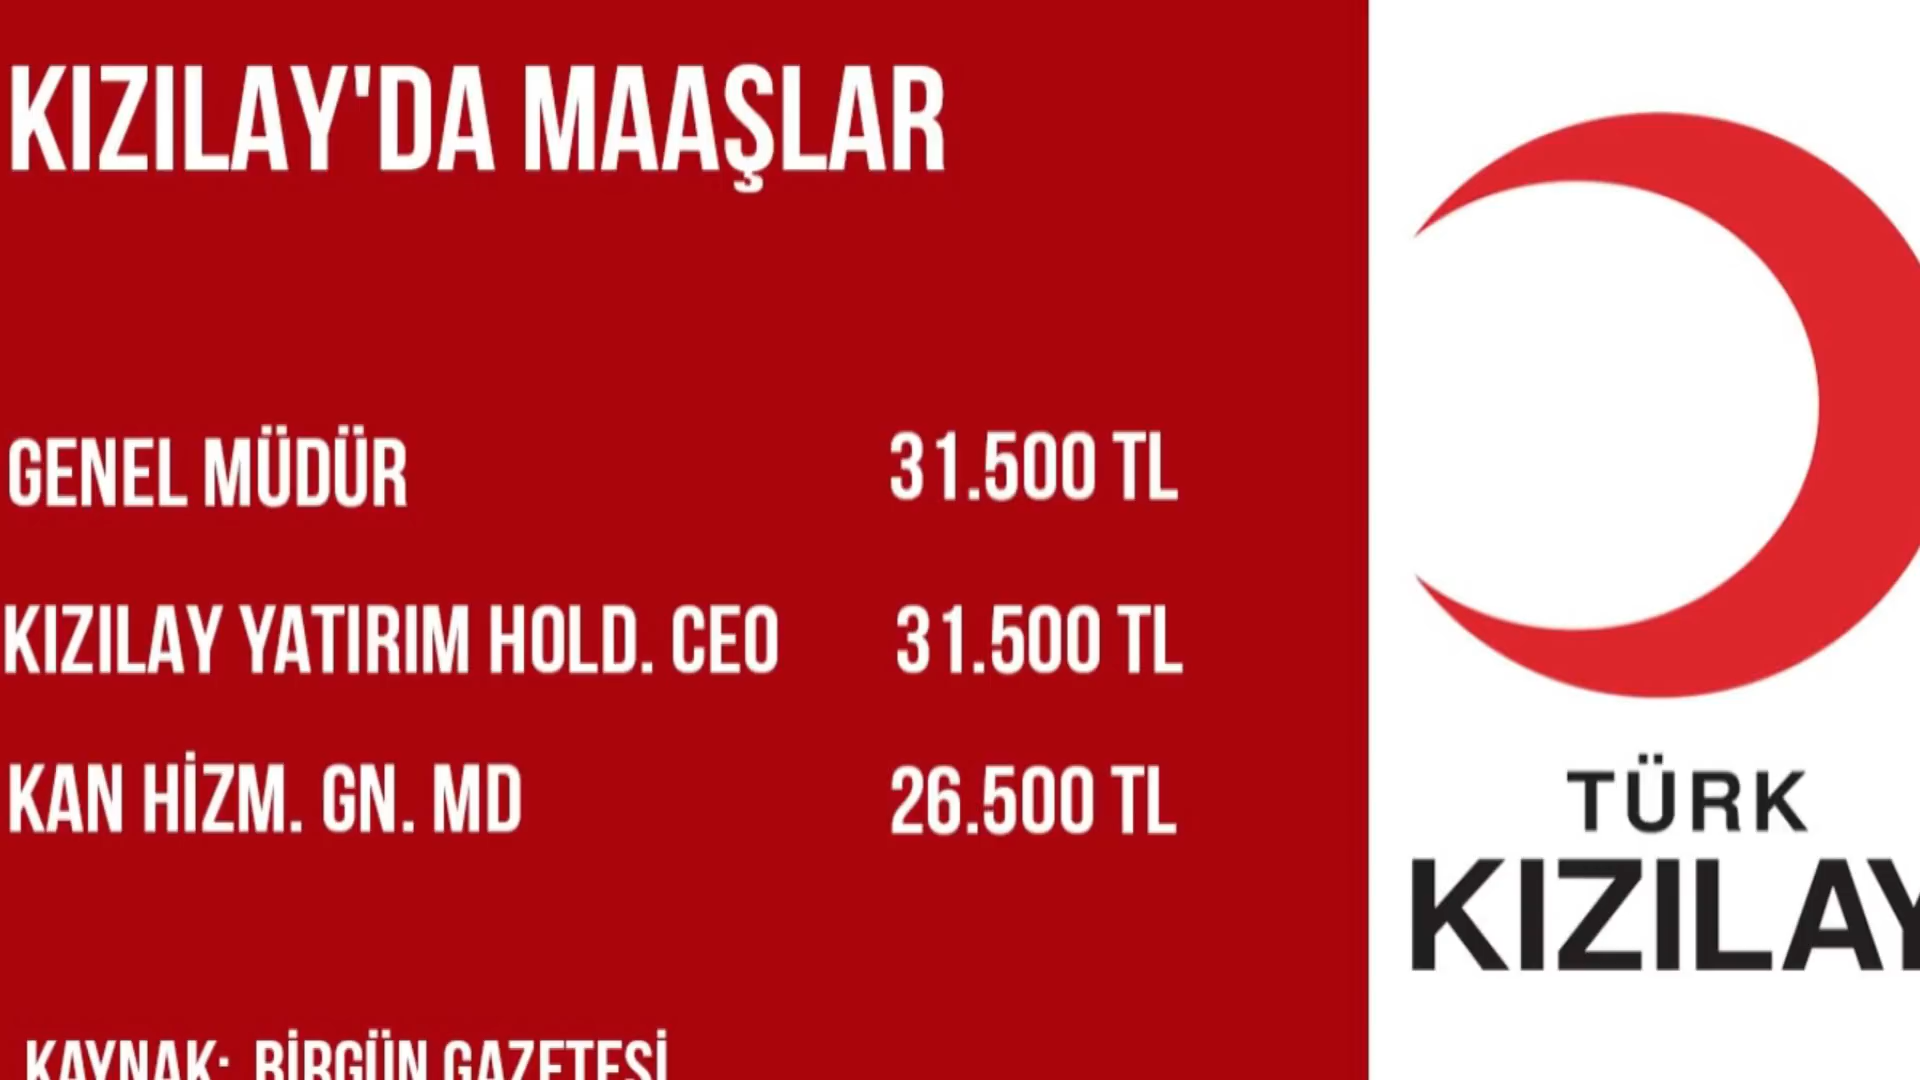 KIZILAY'DA MAAŞLAR
GENEL MÜDÜR 31.500 TL
KIZILAY YATIRIM HOLD. CEO 31.500 TL
KAN HİZM. GN. MD 26.500 TL
KAYNAK: BİRGÜN GAZETESİ
TÜRK
KIZILAY